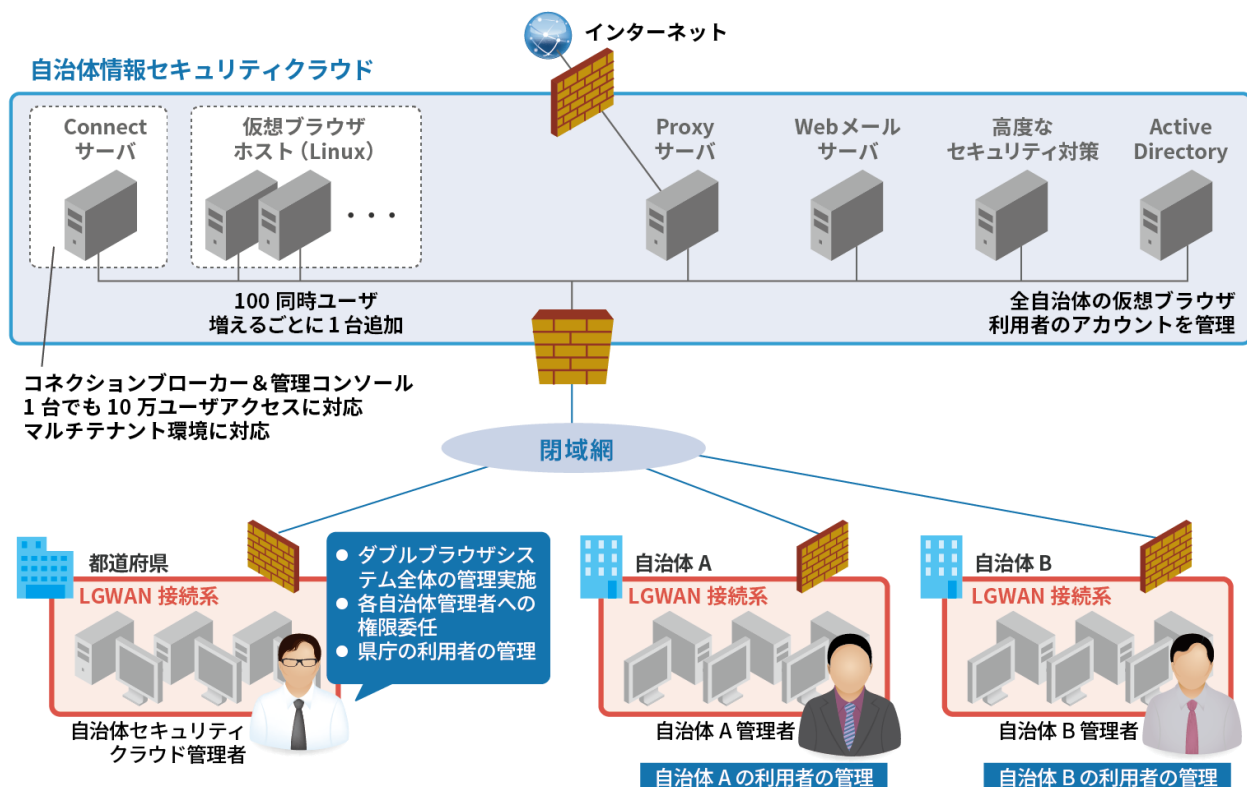 インターネット
自治体情報セキュリティクラウド
Connect
サーバ
仮想ブラウザ
ホスト（Linux）
・・・
Proxy
サーバ
Webメール
サーバ
高度な
セキュリティ対策
Active
Directory
100 同時ユーザ
増えるごとに 1 台追加
全自治体の仮想ブラウザ
利用者のアカウントを管理
コネクションブローカー＆管理コンソール
1 台でも 10 万ユーザアクセスに対応
マルチテナント環境に対応
閉域網
都道府県
LGWAN 接続系
● ダブルブラウザシス
テム全体の管理実施
● 各自治体管理者への
権限委任
● 県庁の利用者の管理
自治体セキュリティ
クラウド管理者
自治体 A
LGWAN 接続系
自治体 A 管理者
自治体 A の利用者の管理
自治体 B
LGWAN 接続系
自治体 B 管理者
自治体 B の利用者の管理